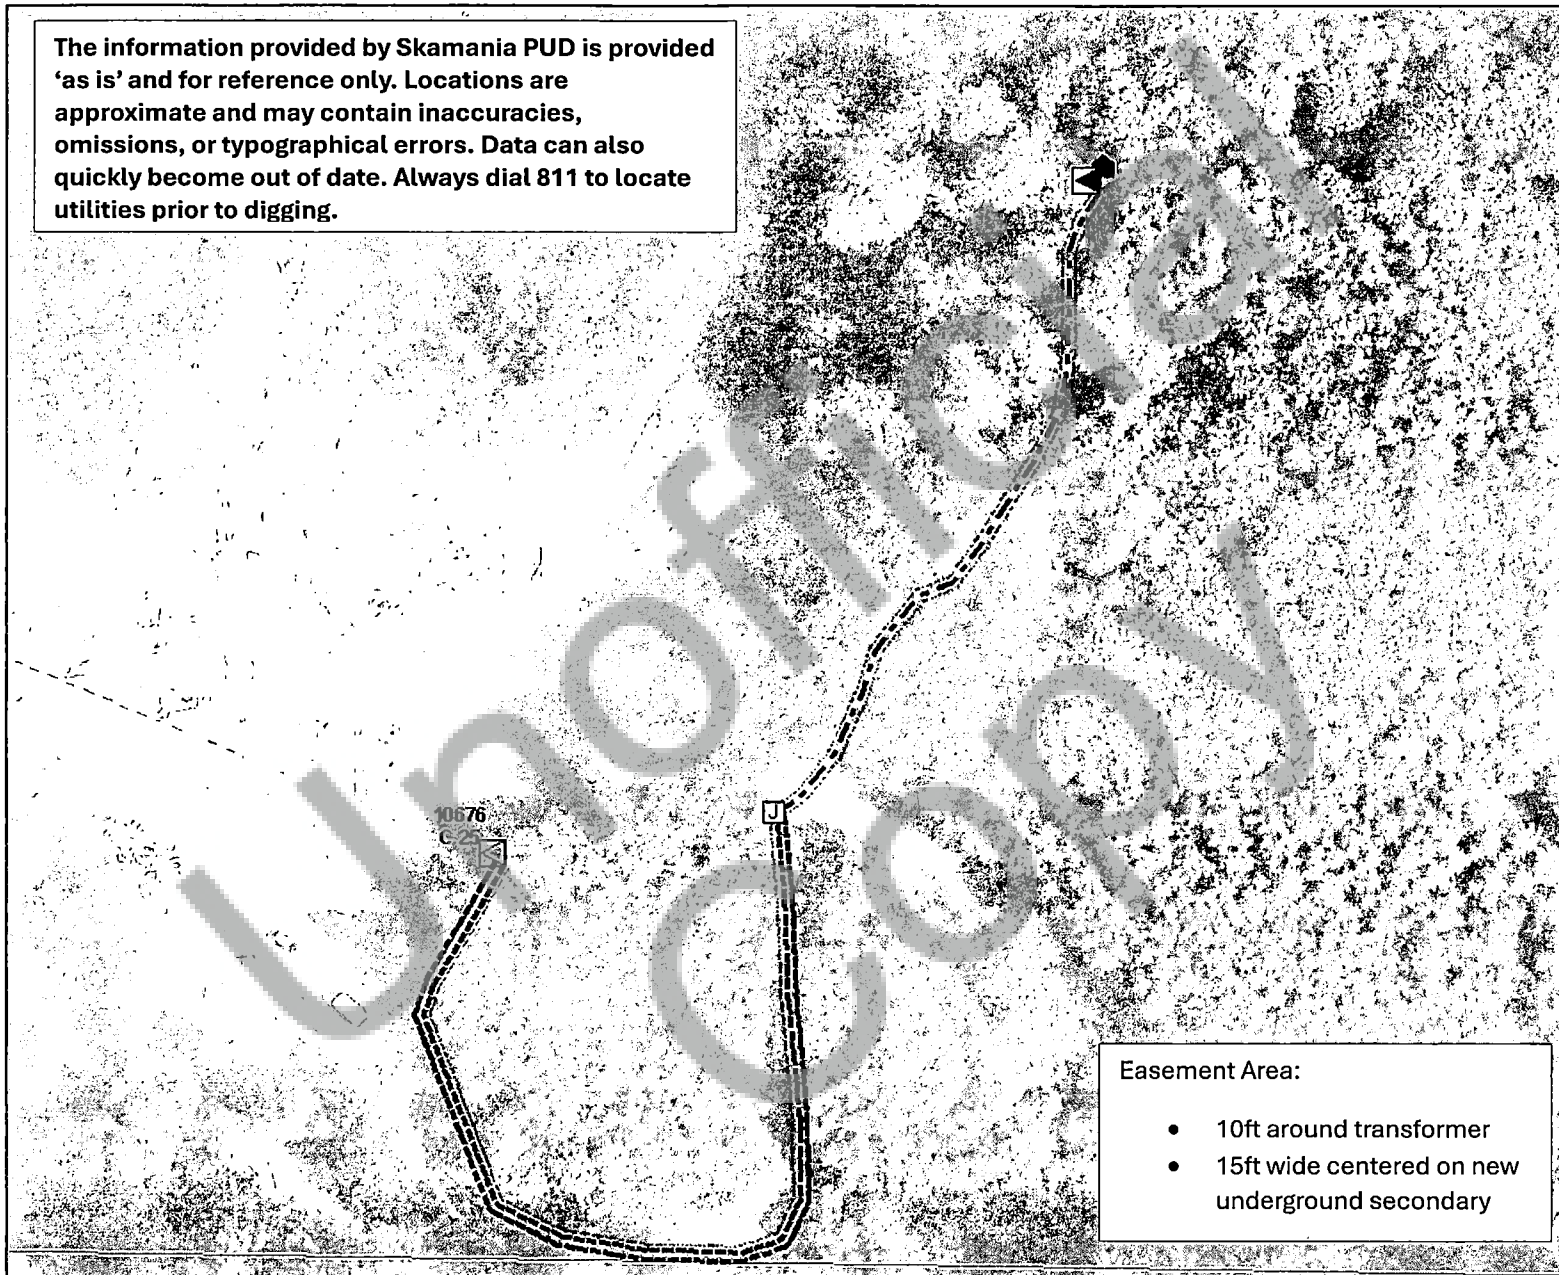 The information provided by Skamania PUD is provided
‘as is’ and for reference only. Locations are
approximate and may contain inaccuracies,
omissions, or typographical errors. Data can also
quickly become out of date. Always dial 811 to locate
utilities prior to digging.
Unofficial
Copy
10676
C 25
J
Easement Area:
• 10ft around transformer
• 15ft wide centered on new
underground secondary